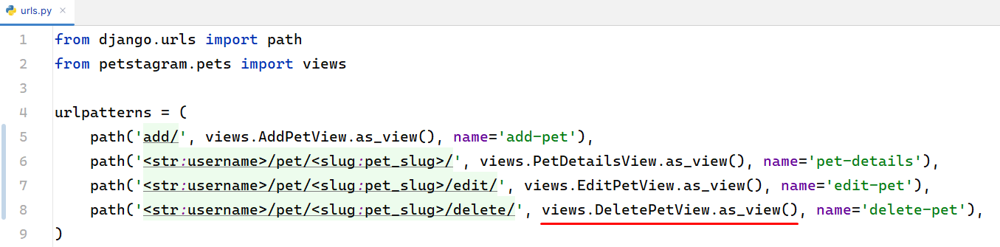 urls.py ×
1 from django.urls import path
2 from petstagram.pets import views
3
4 urlpatterns = (
5     path('add/', views.AddPetView.as_view(), name='add-pet'),
6     path('<str:username>/pet/<slug:pet_slug>/', views.PetDetailsView.as_view(), name='pet-details'),
7     path('<str:username>/pet/<slug:pet_slug>/edit/', views.EditPetView.as_view(), name='edit-pet'),
8     path('<str:username>/pet/<slug:pet_slug>/delete/', views.DeletePetView.as_view(), name='delete-pet'),
9 )